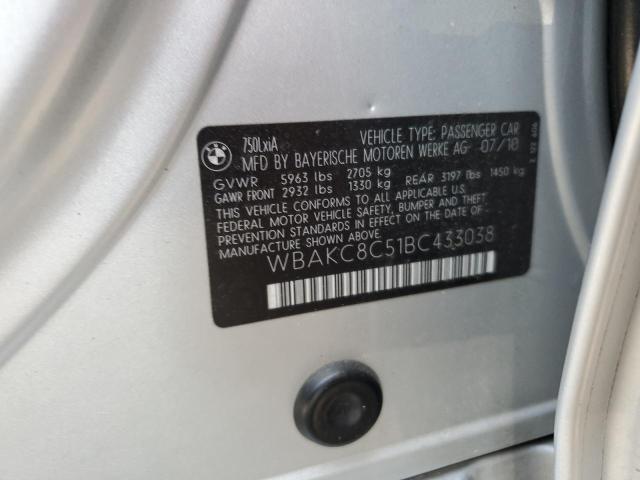 BMW
750LxiA
VEHICLE TYPE: PASSENGER CAR
MFD BY BAYERISCHE MOTOREN WERKE AG 07/10
GVWR 5963 lbs 2705 kg
GAWR FRONT 2932 lbs 1330 kg REAR 3197 lbs 1450 kg
THIS VEHICLE CONFORMS TO ALL APPLICABLE U.S.
FEDERAL MOTOR VEHICLE SAFETY, BUMPER AND THEFT
PREVENTION STANDARDS IN EFFECT ON THE DATE OF
MANUFACTURE SHOWN ABOVE.
WBAKC8C51BC433038